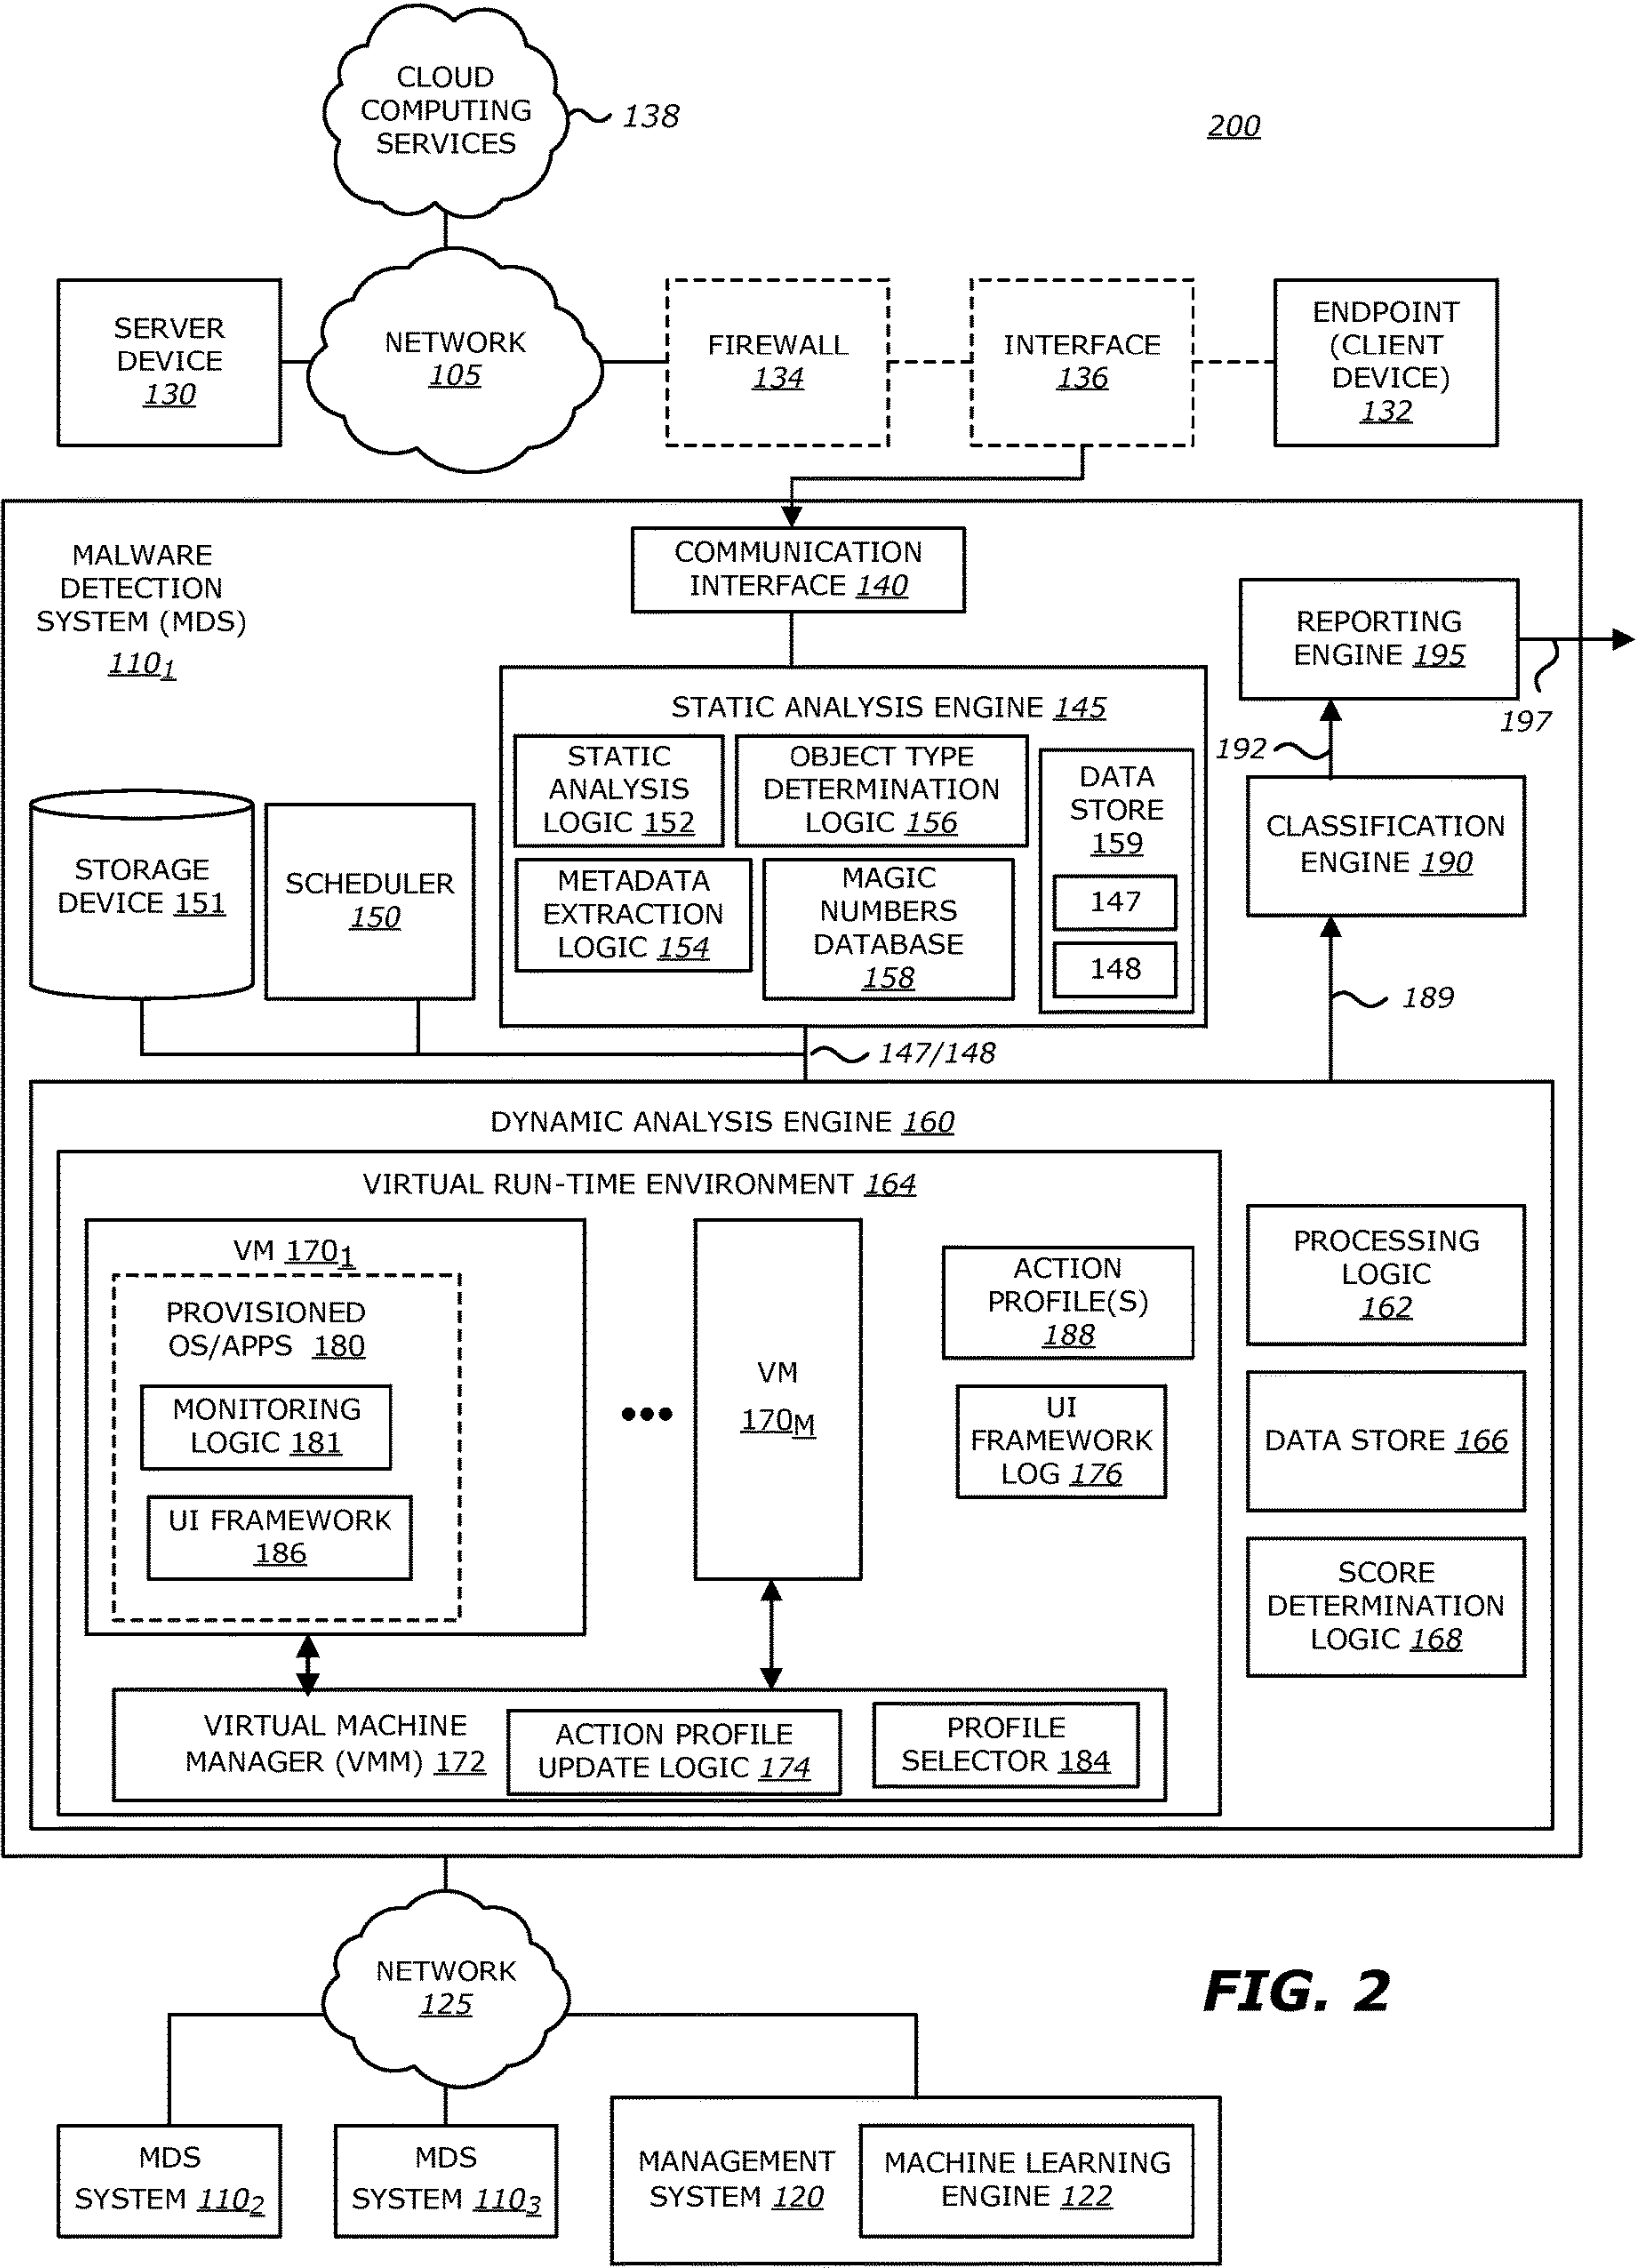 CLOUD
COMPUTING
SERVICES
138
200
SERVER
DEVICE
130
NETWORK
105
FIREWALL
134
INTERFACE
136
ENDPOINT
(CLIENT
DEVICE)
132
MALWARE
DETECTION
SYSTEM (MDS)
110₁
COMMUNICATION
INTERFACE 140
REPORTING
ENGINE 195
197
192
STATIC ANALYSIS ENGINE 145
STATIC
ANALYSIS
LOGIC 152
OBJECT TYPE
DETERMINATION
LOGIC 156
DATA
STORE
159
147
148
METADATA
EXTRACTION
LOGIC 154
MAGIC
NUMBERS
DATABASE
158
CLASSIFICATION
ENGINE 190
STORAGE
DEVICE 151
SCHEDULER
150
189
147/148
DYNAMIC ANALYSIS ENGINE 160
VIRTUAL RUN-TIME ENVIRONMENT 164
VM 170₁
PROVISIONED
OS/APPS 180
MONITORING
LOGIC 181
UI FRAMEWORK
186
VM
170M
ACTION
PROFILE(S)
188
UI
FRAMEWORK
LOG 176
PROCESSING
LOGIC
162
DATA STORE 166
SCORE
DETERMINATION
LOGIC 168
VIRTUAL MACHINE
MANAGER (VMM) 172
ACTION PROFILE
UPDATE LOGIC 174
PROFILE
SELECTOR 184
NETWORK
125
FIG. 2
MDS
SYSTEM 110₂
MDS
SYSTEM 110₃
MANAGEMENT
SYSTEM 120
MACHINE LEARNING
ENGINE 122